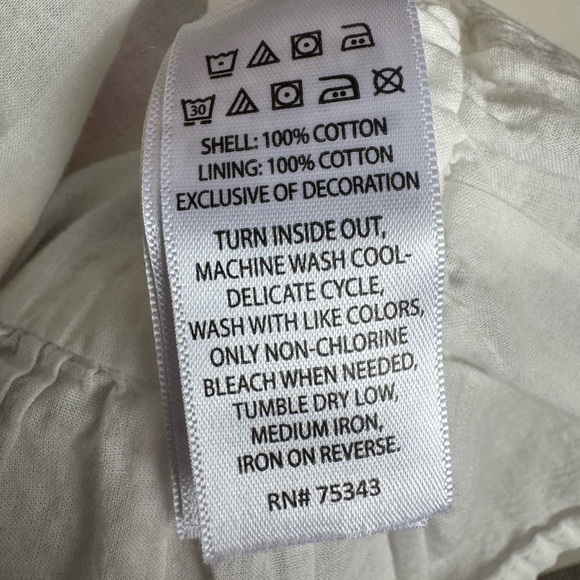 30
SHELL: 100% COTTON
LINING: 100% COTTON
EXCLUSIVE OF DECORATION
TURN INSIDE OUT,
MACHINE WASH COOL-
DELICATE CYCLE,
WASH WITH LIKE COLORS,
ONLY NON-CHLORINE
BLEACH WHEN NEEDED,
TUMBLE DRY LOW,
MEDIUM IRON,
IRON ON REVERSE.
RN# 75343